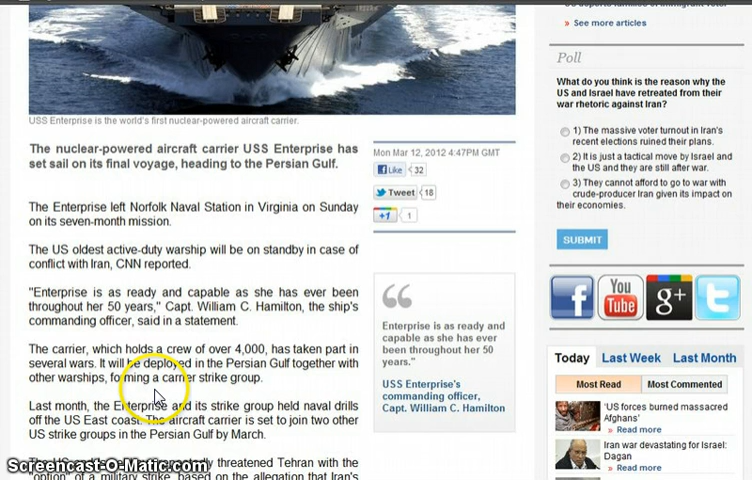 USS Enterprise is the world's first nuclear-powered aircraft carrier.
The nuclear-powered aircraft carrier USS Enterprise has
set sail on its final voyage, heading to the Persian Gulf.
The Enterprise left Norfolk Naval Station in Virginia on Sunday
on its seven-month mission.
The US oldest active-duty warship will be on standby in case of
conflict with Iran, CNN reported.
"Enterprise is as ready and capable as she has ever been
throughout her 50 years," Capt. William C. Hamilton, the ship's
commanding officer, said in a statement.
The carrier, which holds a crew of over 4,000, has taken part in
several wars. It will be deployed in the Persian Gulf together with
other warships, forming a carrier strike group.
Last month, the Enterprise and its strike group held naval drills
off the US East coast. The aircraft carrier is set to join two other
US strike groups in the Persian Gulf by March.
threatened Tehran with the
"option" of a military strike, based on the allegation that Iran's
Screencast-O-Matic.com
Mon Mar 12, 2012 4:47PM GMT
Like 32
Tweet 18
+1 1
Enterprise is as ready and
capable as she has ever
been throughout her 50
years."
USS Enterprise's
commanding officer,
Capt. William C. Hamilton
» See more articles
Poll
What do you think is the reason why the
US and Israel have retreated from their
war rhetoric against Iran?
1) The massive voter turnout in Iran's
recent elections ruined their plans.
2) It is just a tactical move by Israel and
the US and they are still after war.
3) They cannot afford to go to war with
crude-producer Iran given its impact on
their economies.
SUBMIT
f
You
Tube
g+
t
Today Last Week Last Month
Most Read Most Commented
'US forces burned massacred
Afghans'
» Read more
Iran war devastating for Israel:
Dagan
» Read more